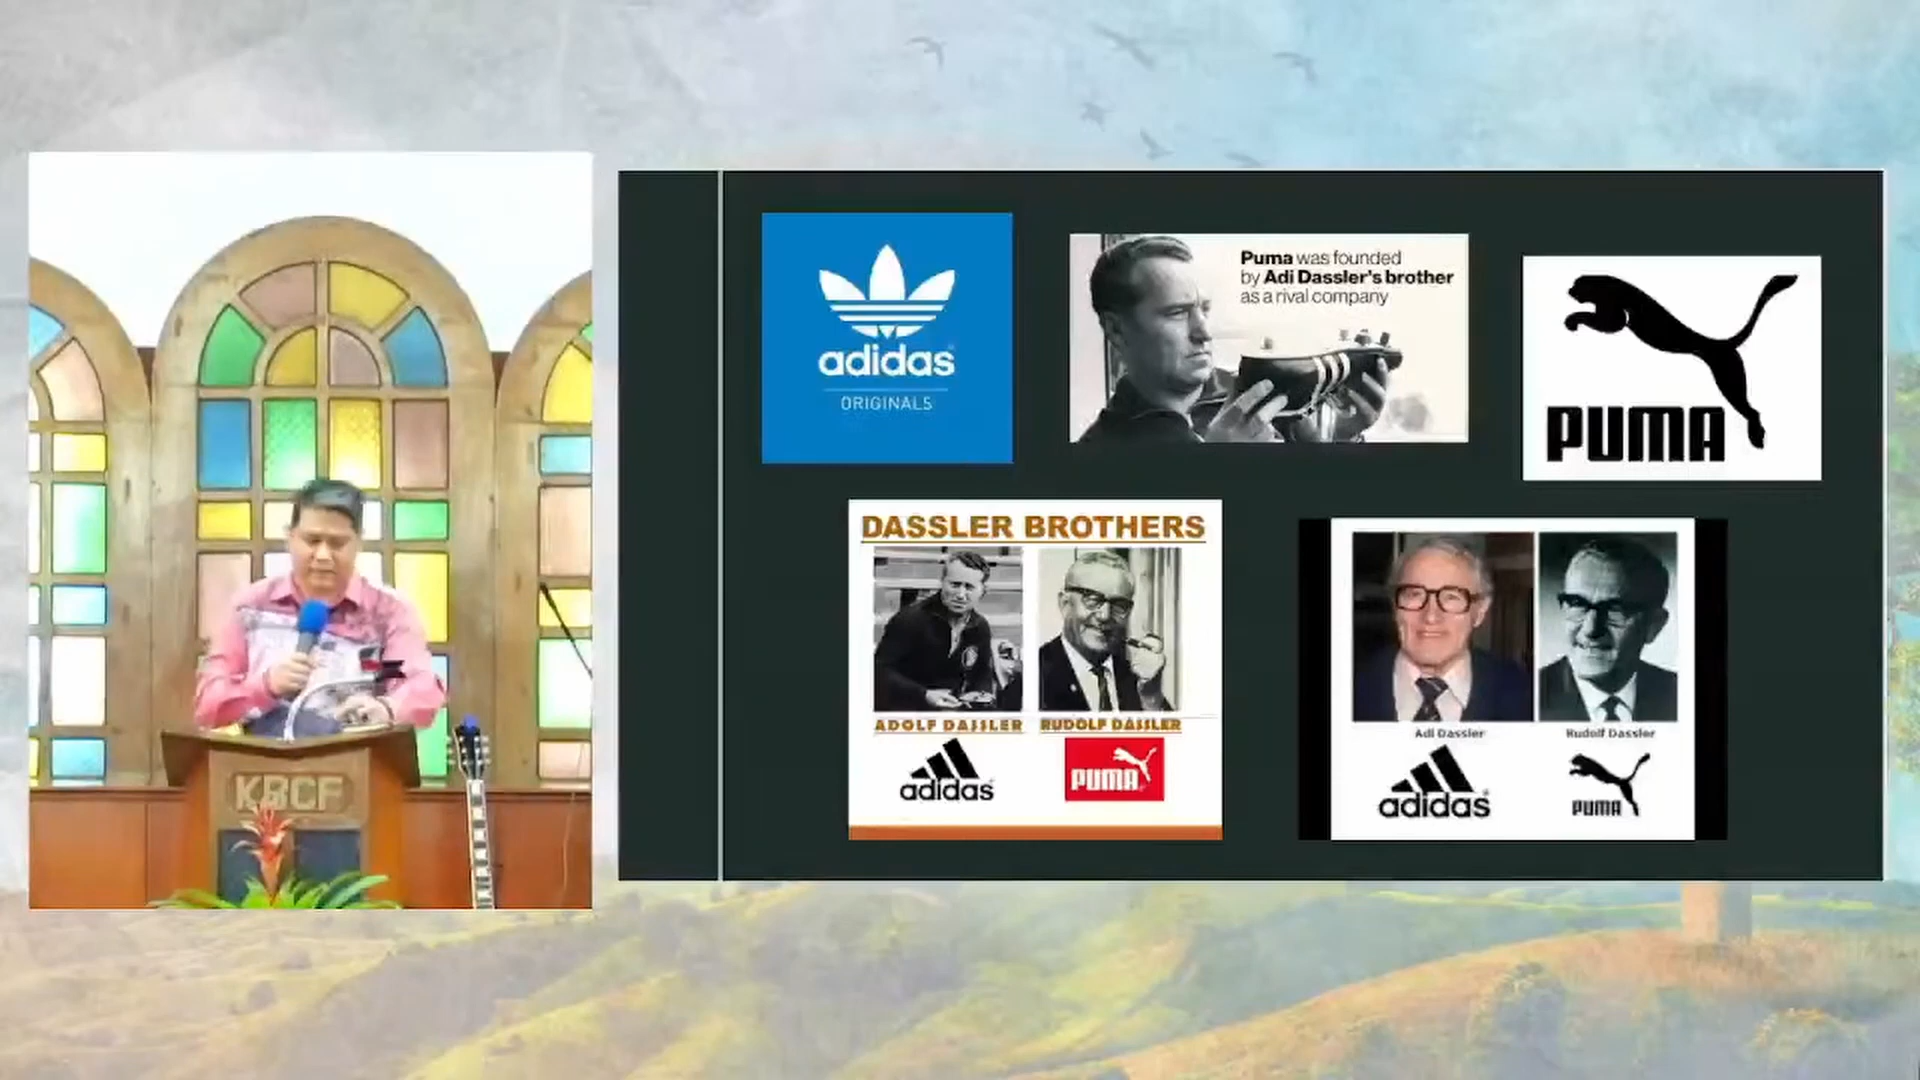 adidas
ORIGINALS
Puma was founded
by Adi Dassler's brother
as a rival company
PUMA
DASSLER BROTHERS
ADOLF DASSLER
RUDOLF DASSLER
adidas
PUMA
Adi Dassler
Rudolf Dassler
adidas
PUMA
KBCF